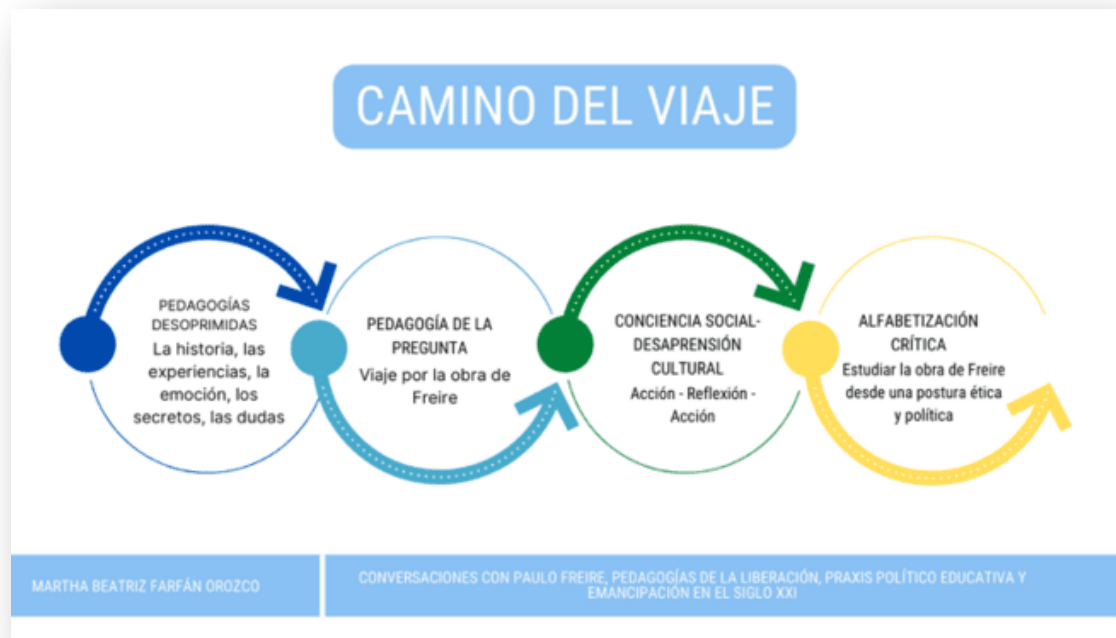 CAMINO DEL VIAJE
PEDAGOGÍAS
DESOPRIMIDAS
La historia, las
experiencias, la
emoción, los
secretos, las dudas
PEDAGOGÍA DE LA
PREGUNTA
Viaje por la obra de
Freire
CONCIENCIA SOCIAL-
DESAPRENSIÓN
CULTURAL
Acción - Reflexión -
Acción
ALFABETIZACIÓN
CRÍTICA
Estudiar la obra de Freire
desde una postura ética
y política
MARTHA BEATRIZ FARFÁN OROZCO
CONVERSACIONES CON PAULO FREIRE, PEDAGOGÍAS DE LA LIBERACIÓN, PRAXIS POLÍTICO EDUCATIVA Y
EMANCIPACIÓN EN EL SIGLO XXI